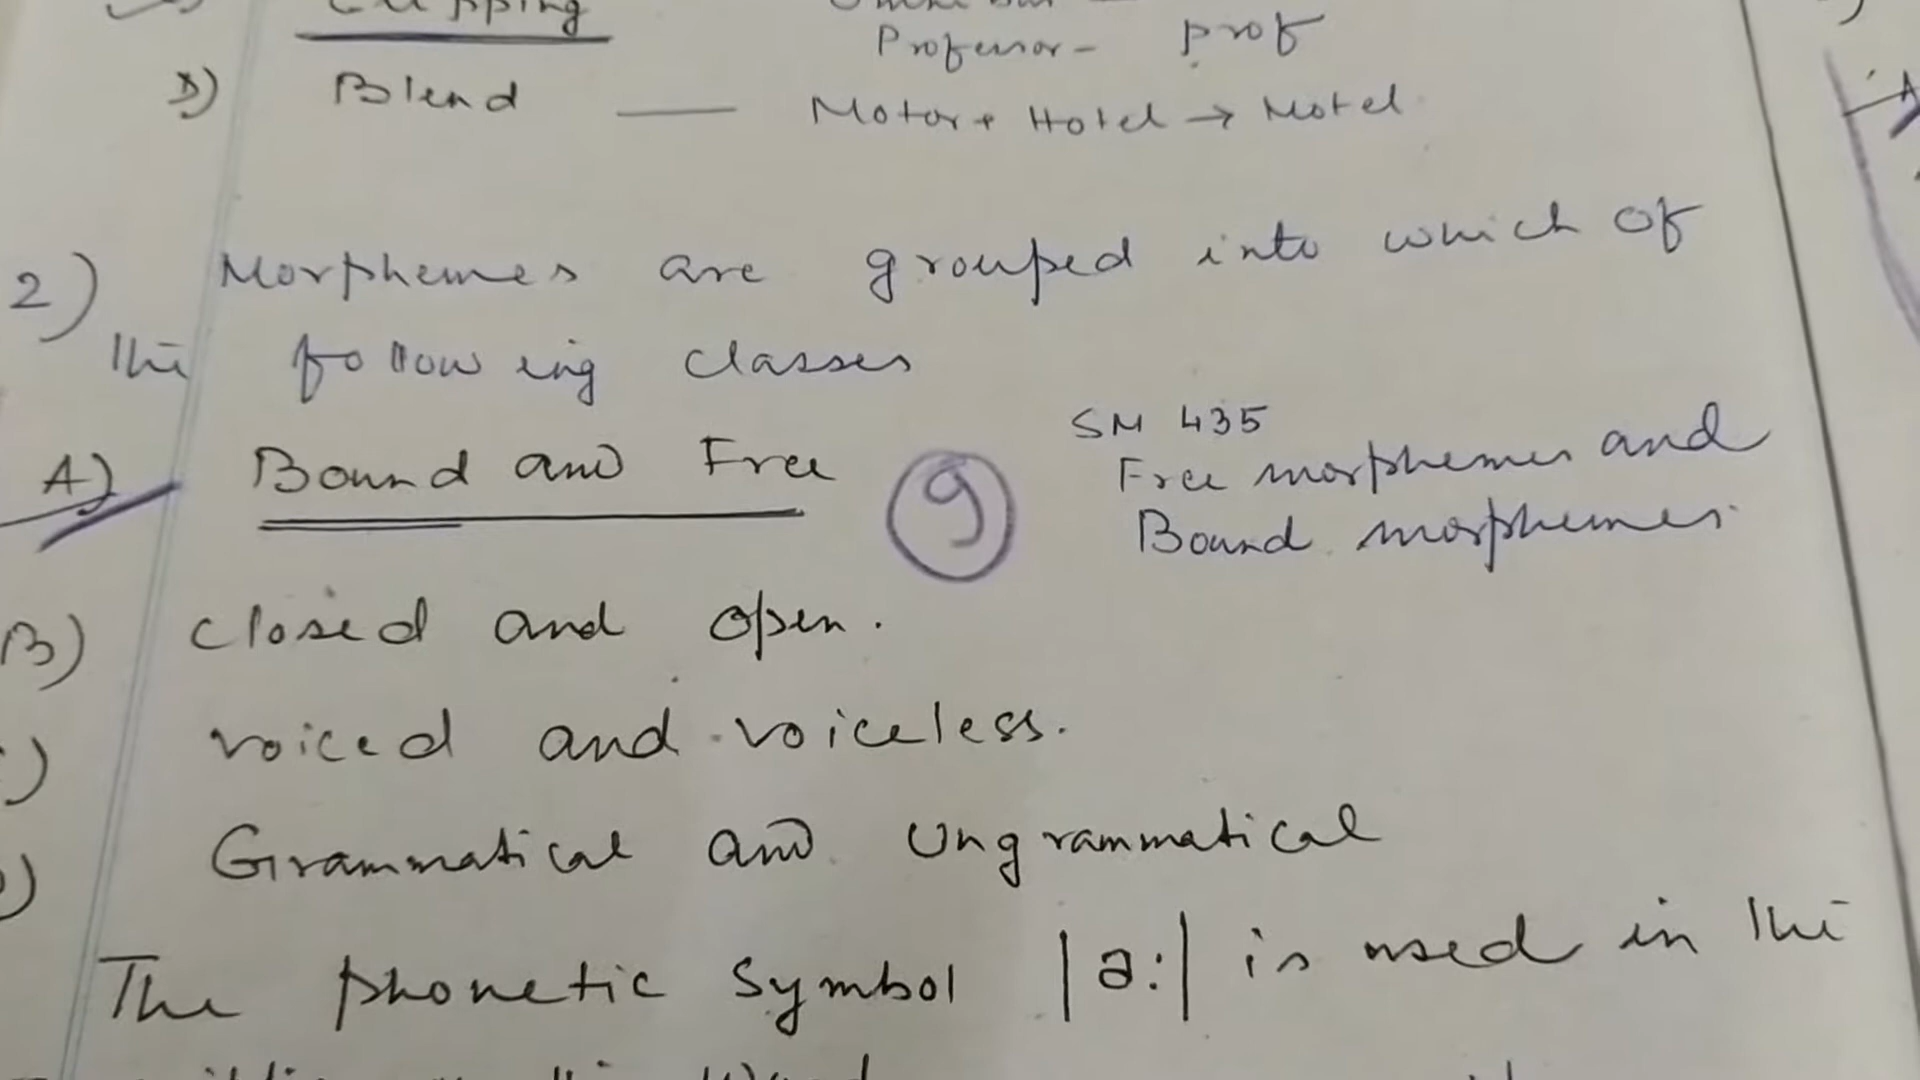 Clipping
Professor - prof
D) Blend — Motor + Hotel → Motel
2) Morphemes are grouped into which of
the following classes
A) Bound and Free 9
SM 435
Free morphemes and
Bound morphemes.
B) closed and open.
voiced and voiceless.
Grammatical and Ungrammatical
The phonetic symbol |ə:| is used in the